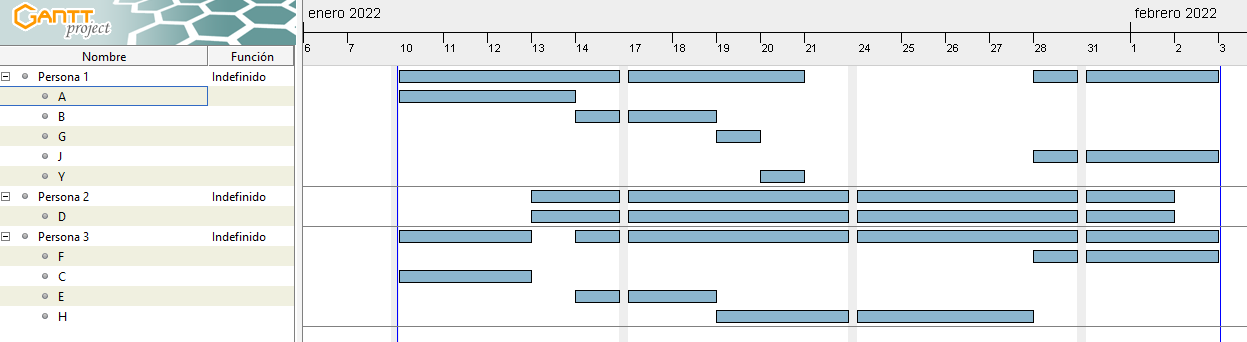 GANTT
project
enero 2022
febrero 2022
6 7 10 11 12 13 14 17 18 19 20 21 24 25 26 27 28 31 1 2 3
Nombre Función
Persona 1 Indefinido
A
B
G
J
Y
Persona 2 Indefinido
D
Persona 3 Indefinido
F
C
E
H